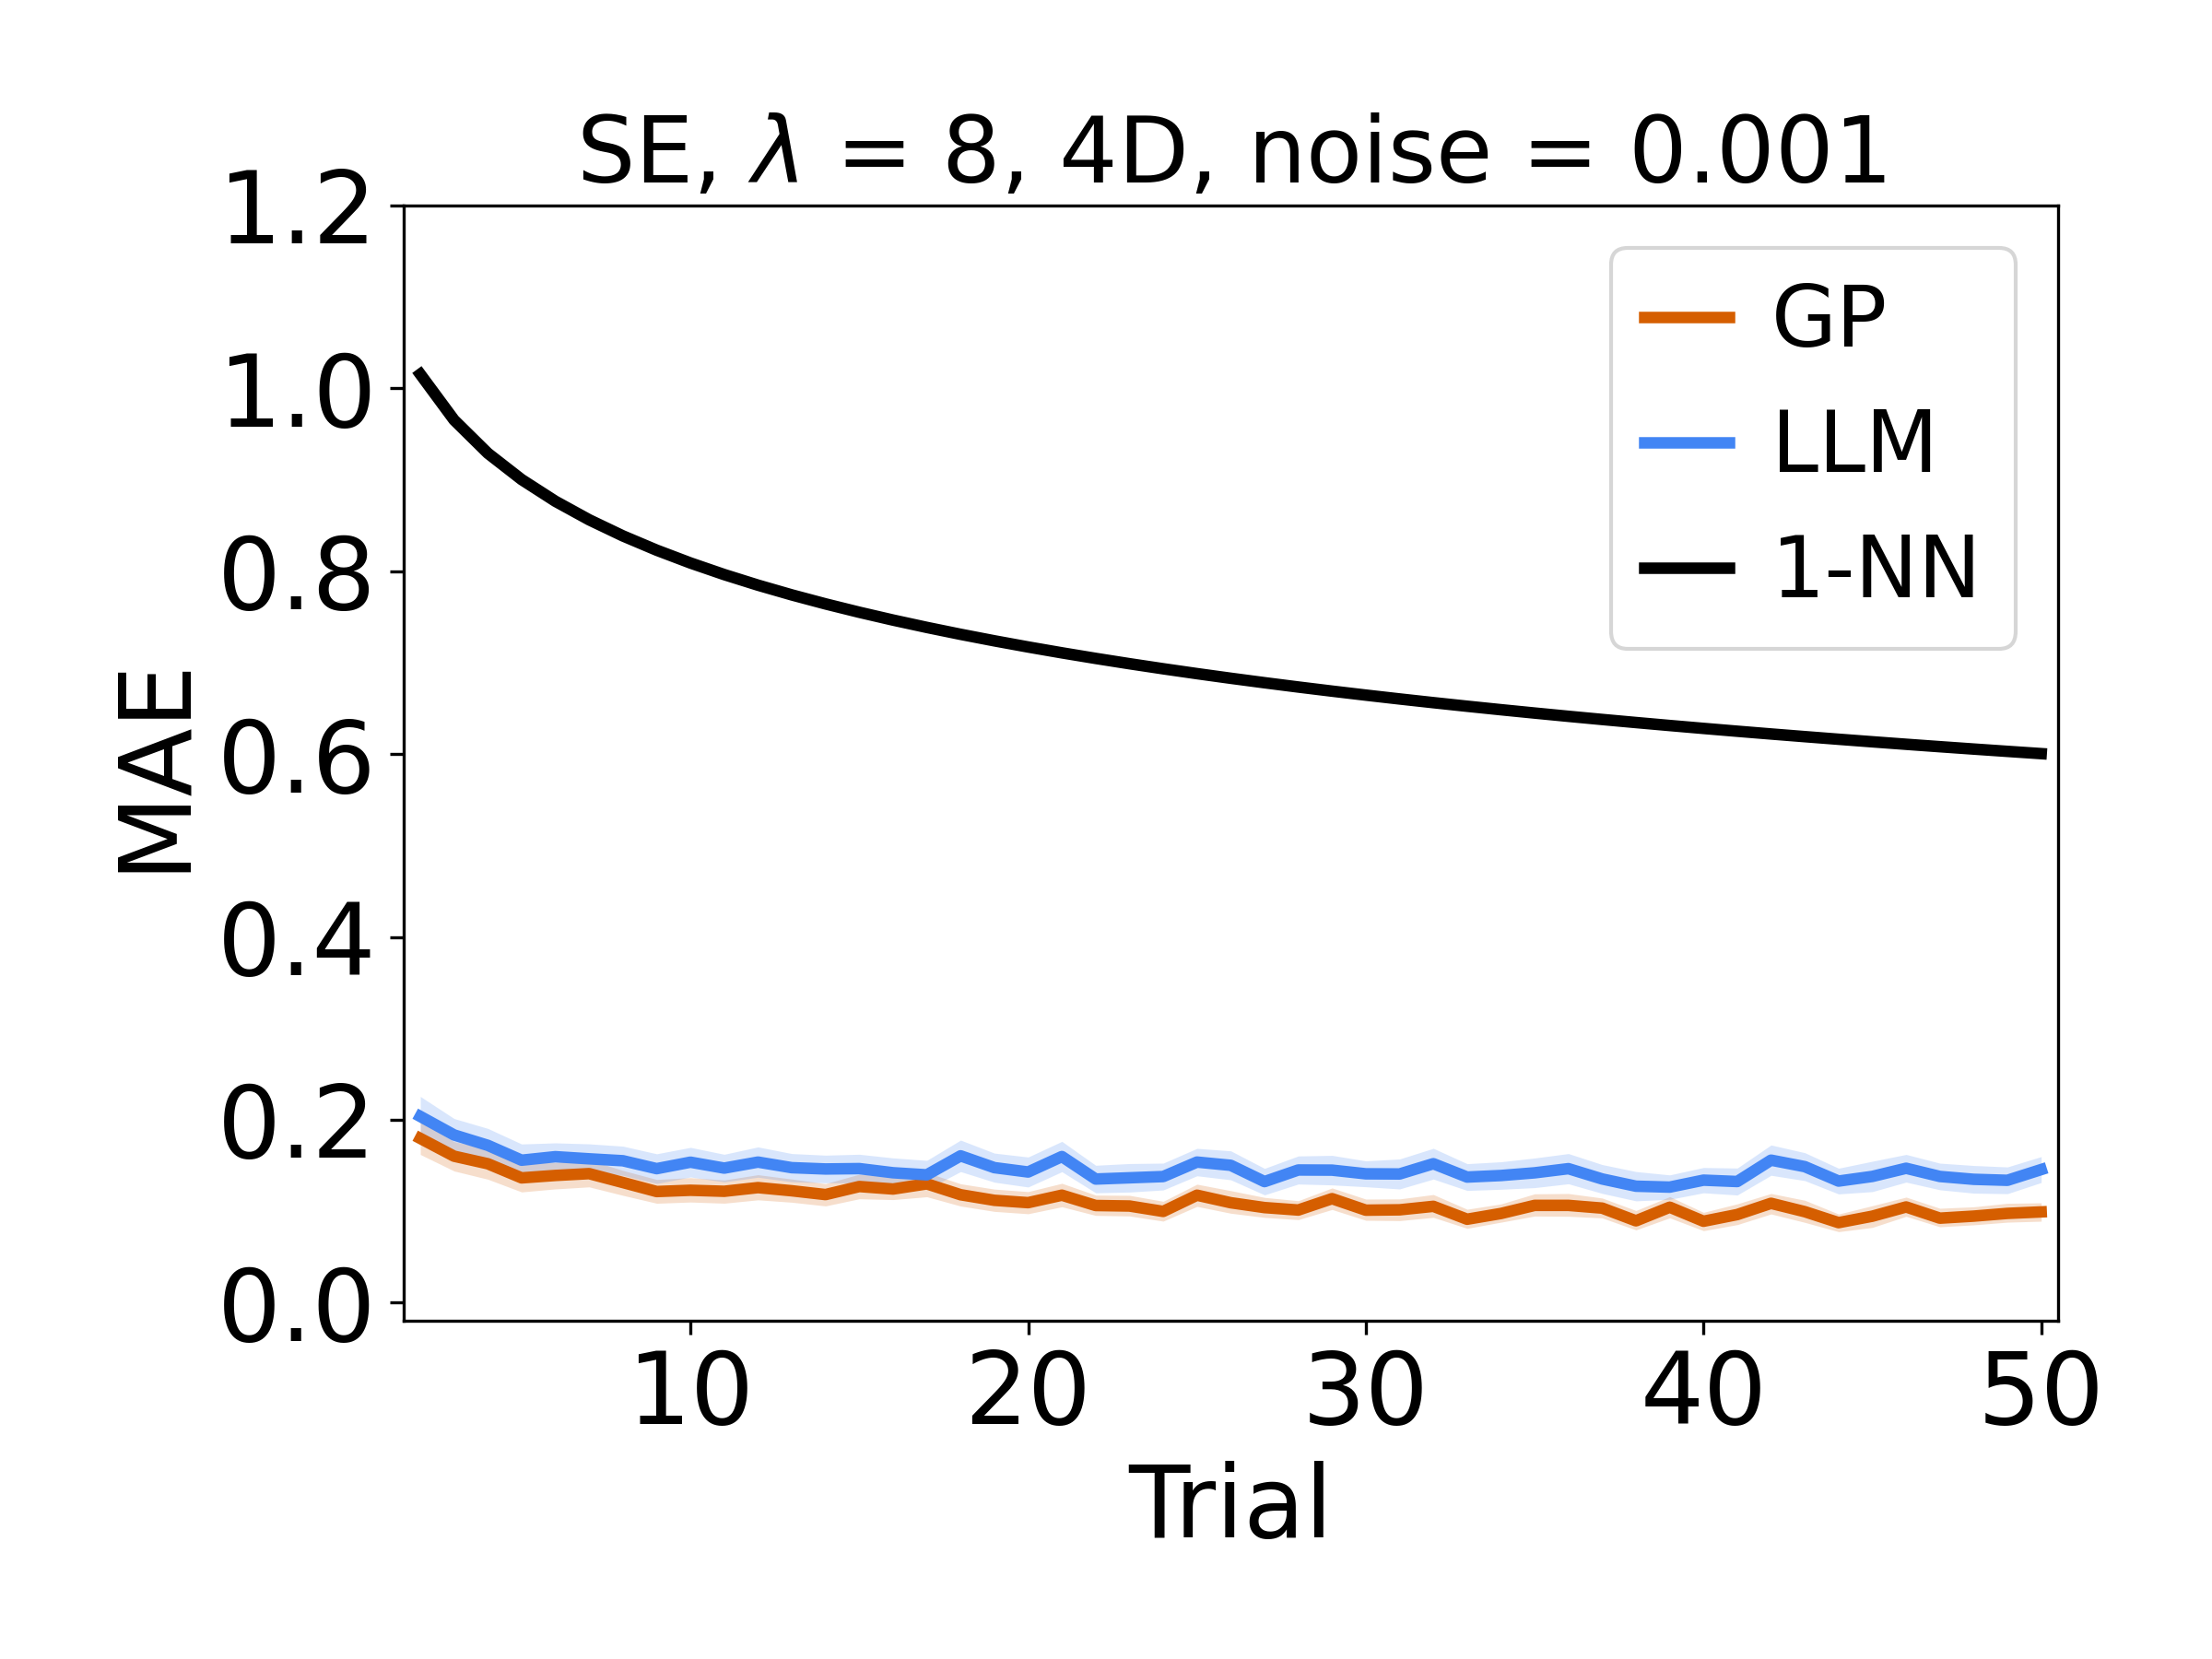 SE, λ = 8, 4D, noise = 0.001
1.2
1.0
0.8
0.6
0.4
0.2
0.0
MAE
GP
LLM
1-NN
10 20 30 40 50
Trial